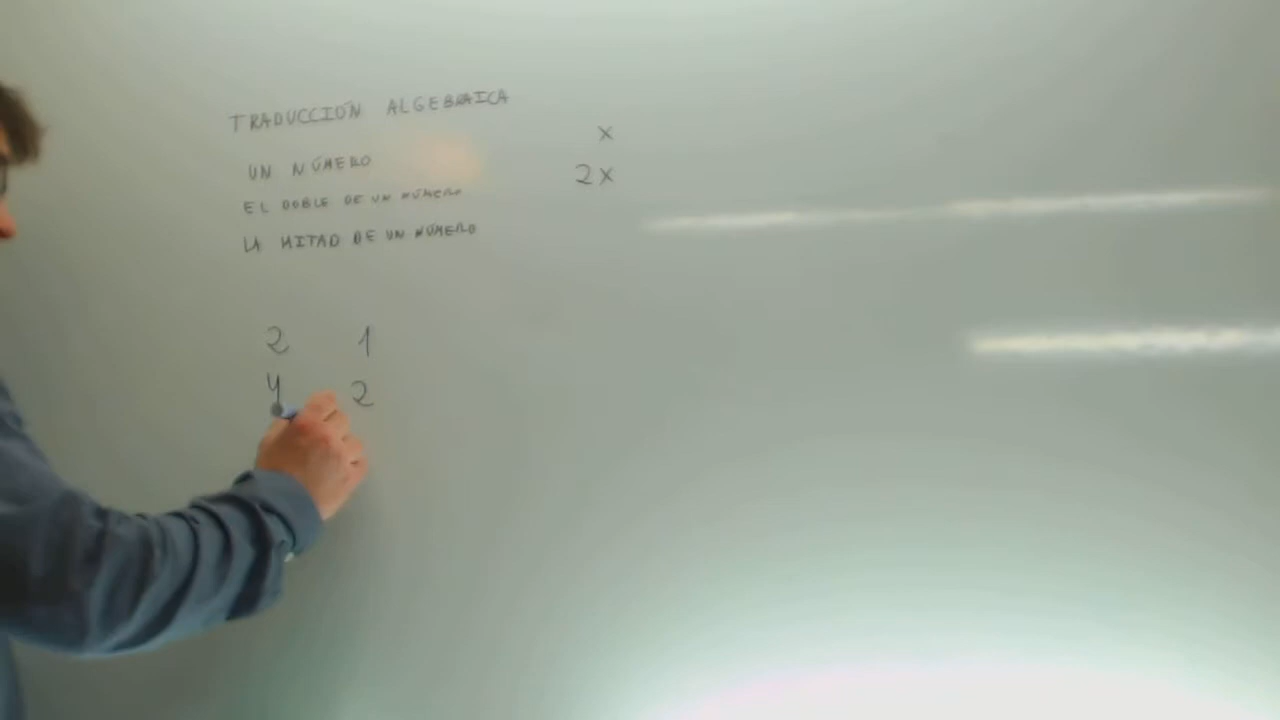 TRADUCCIÓN ALGEBRAICA
UN NÚMERO x
EL DOBLE DE UN NÚMERO 2x
LA MITAD DE UN NÚMERO
2 1
4 2